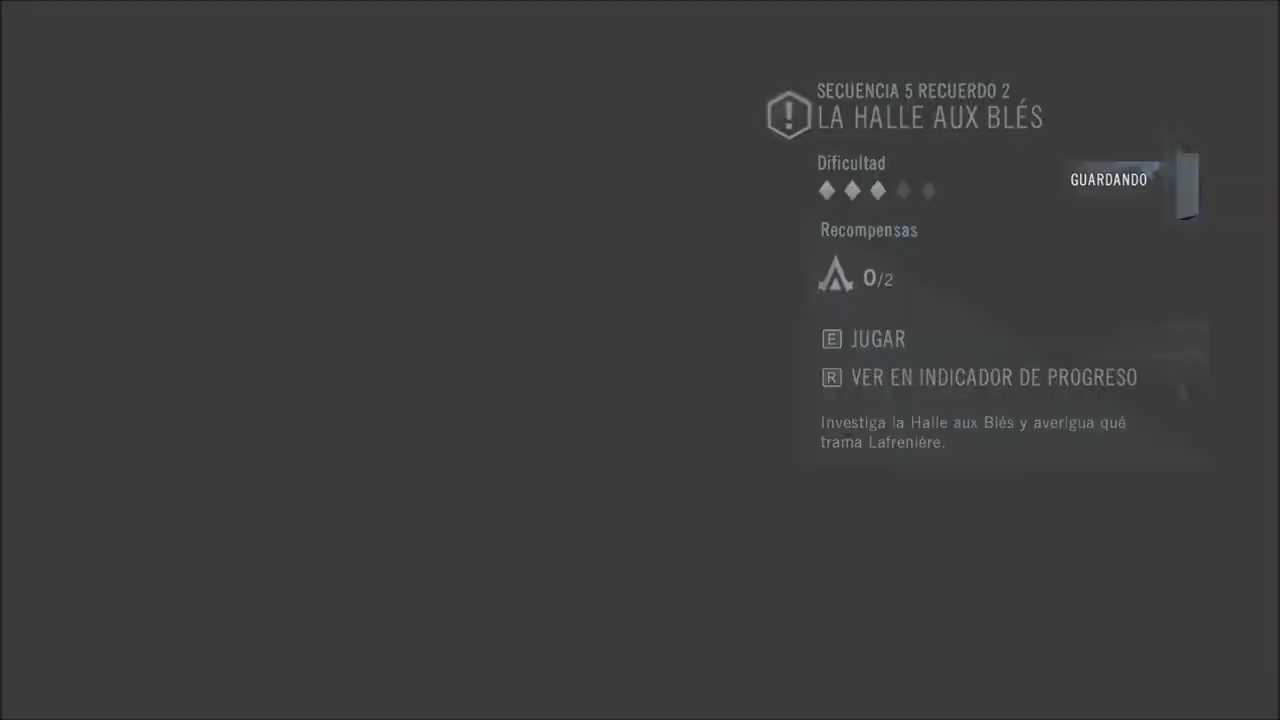 SECUENCIA 5 RECUERDO 2
LA HALLE AUX BLÉS
Dificultad
GUARDANDO
Recompensas
0/2
E JUGAR
R VER EN INDICADOR DE PROGRESO
Investiga la Halle aux Blés y averigua qué
trama Lafrenière.